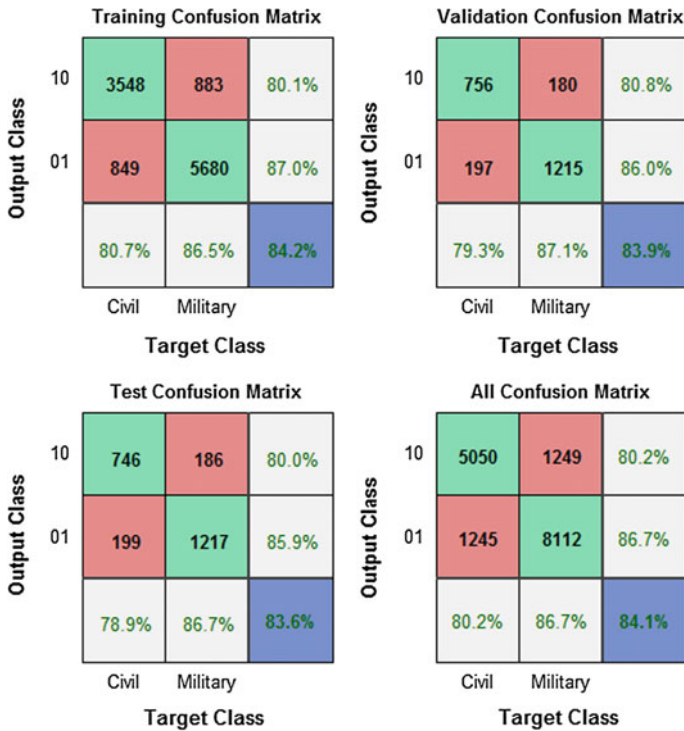 Training Confusion Matrix
Output Class
10 3548 883 80.1%
01 849 5680 87.0%
80.7% 86.5% 84.2%
Civil Military
Target Class
Validation Confusion Matrix
Output Class
10 756 180 80.8%
01 197 1215 86.0%
79.3% 87.1% 83.9%
Civil Military
Target Class
Test Confusion Matrix
Output Class
10 746 186 80.0%
01 199 1217 85.9%
78.9% 86.7% 83.6%
Civil Military
Target Class
All Confusion Matrix
Output Class
10 5050 1249 80.2%
01 1245 8112 86.7%
80.2% 86.7% 84.1%
Civil Military
Target Class